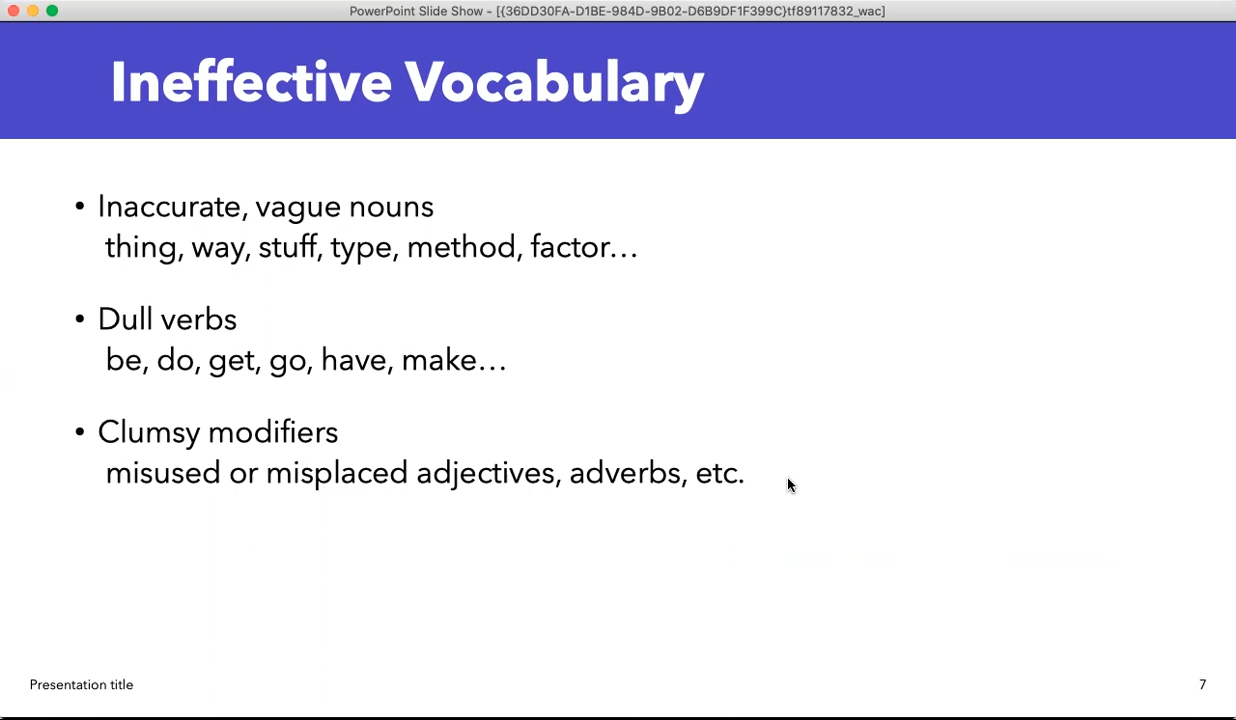 PowerPoint Slide Show - [{36DD30FA-D1BE-984D-9B02-D6B9DF1F399C}tf89117832_wac]
Ineffective Vocabulary
• Inaccurate, vague nouns
thing, way, stuff, type, method, factor…
• Dull verbs
be, do, get, go, have, make…
• Clumsy modifiers
misused or misplaced adjectives, adverbs, etc.
Presentation title
7